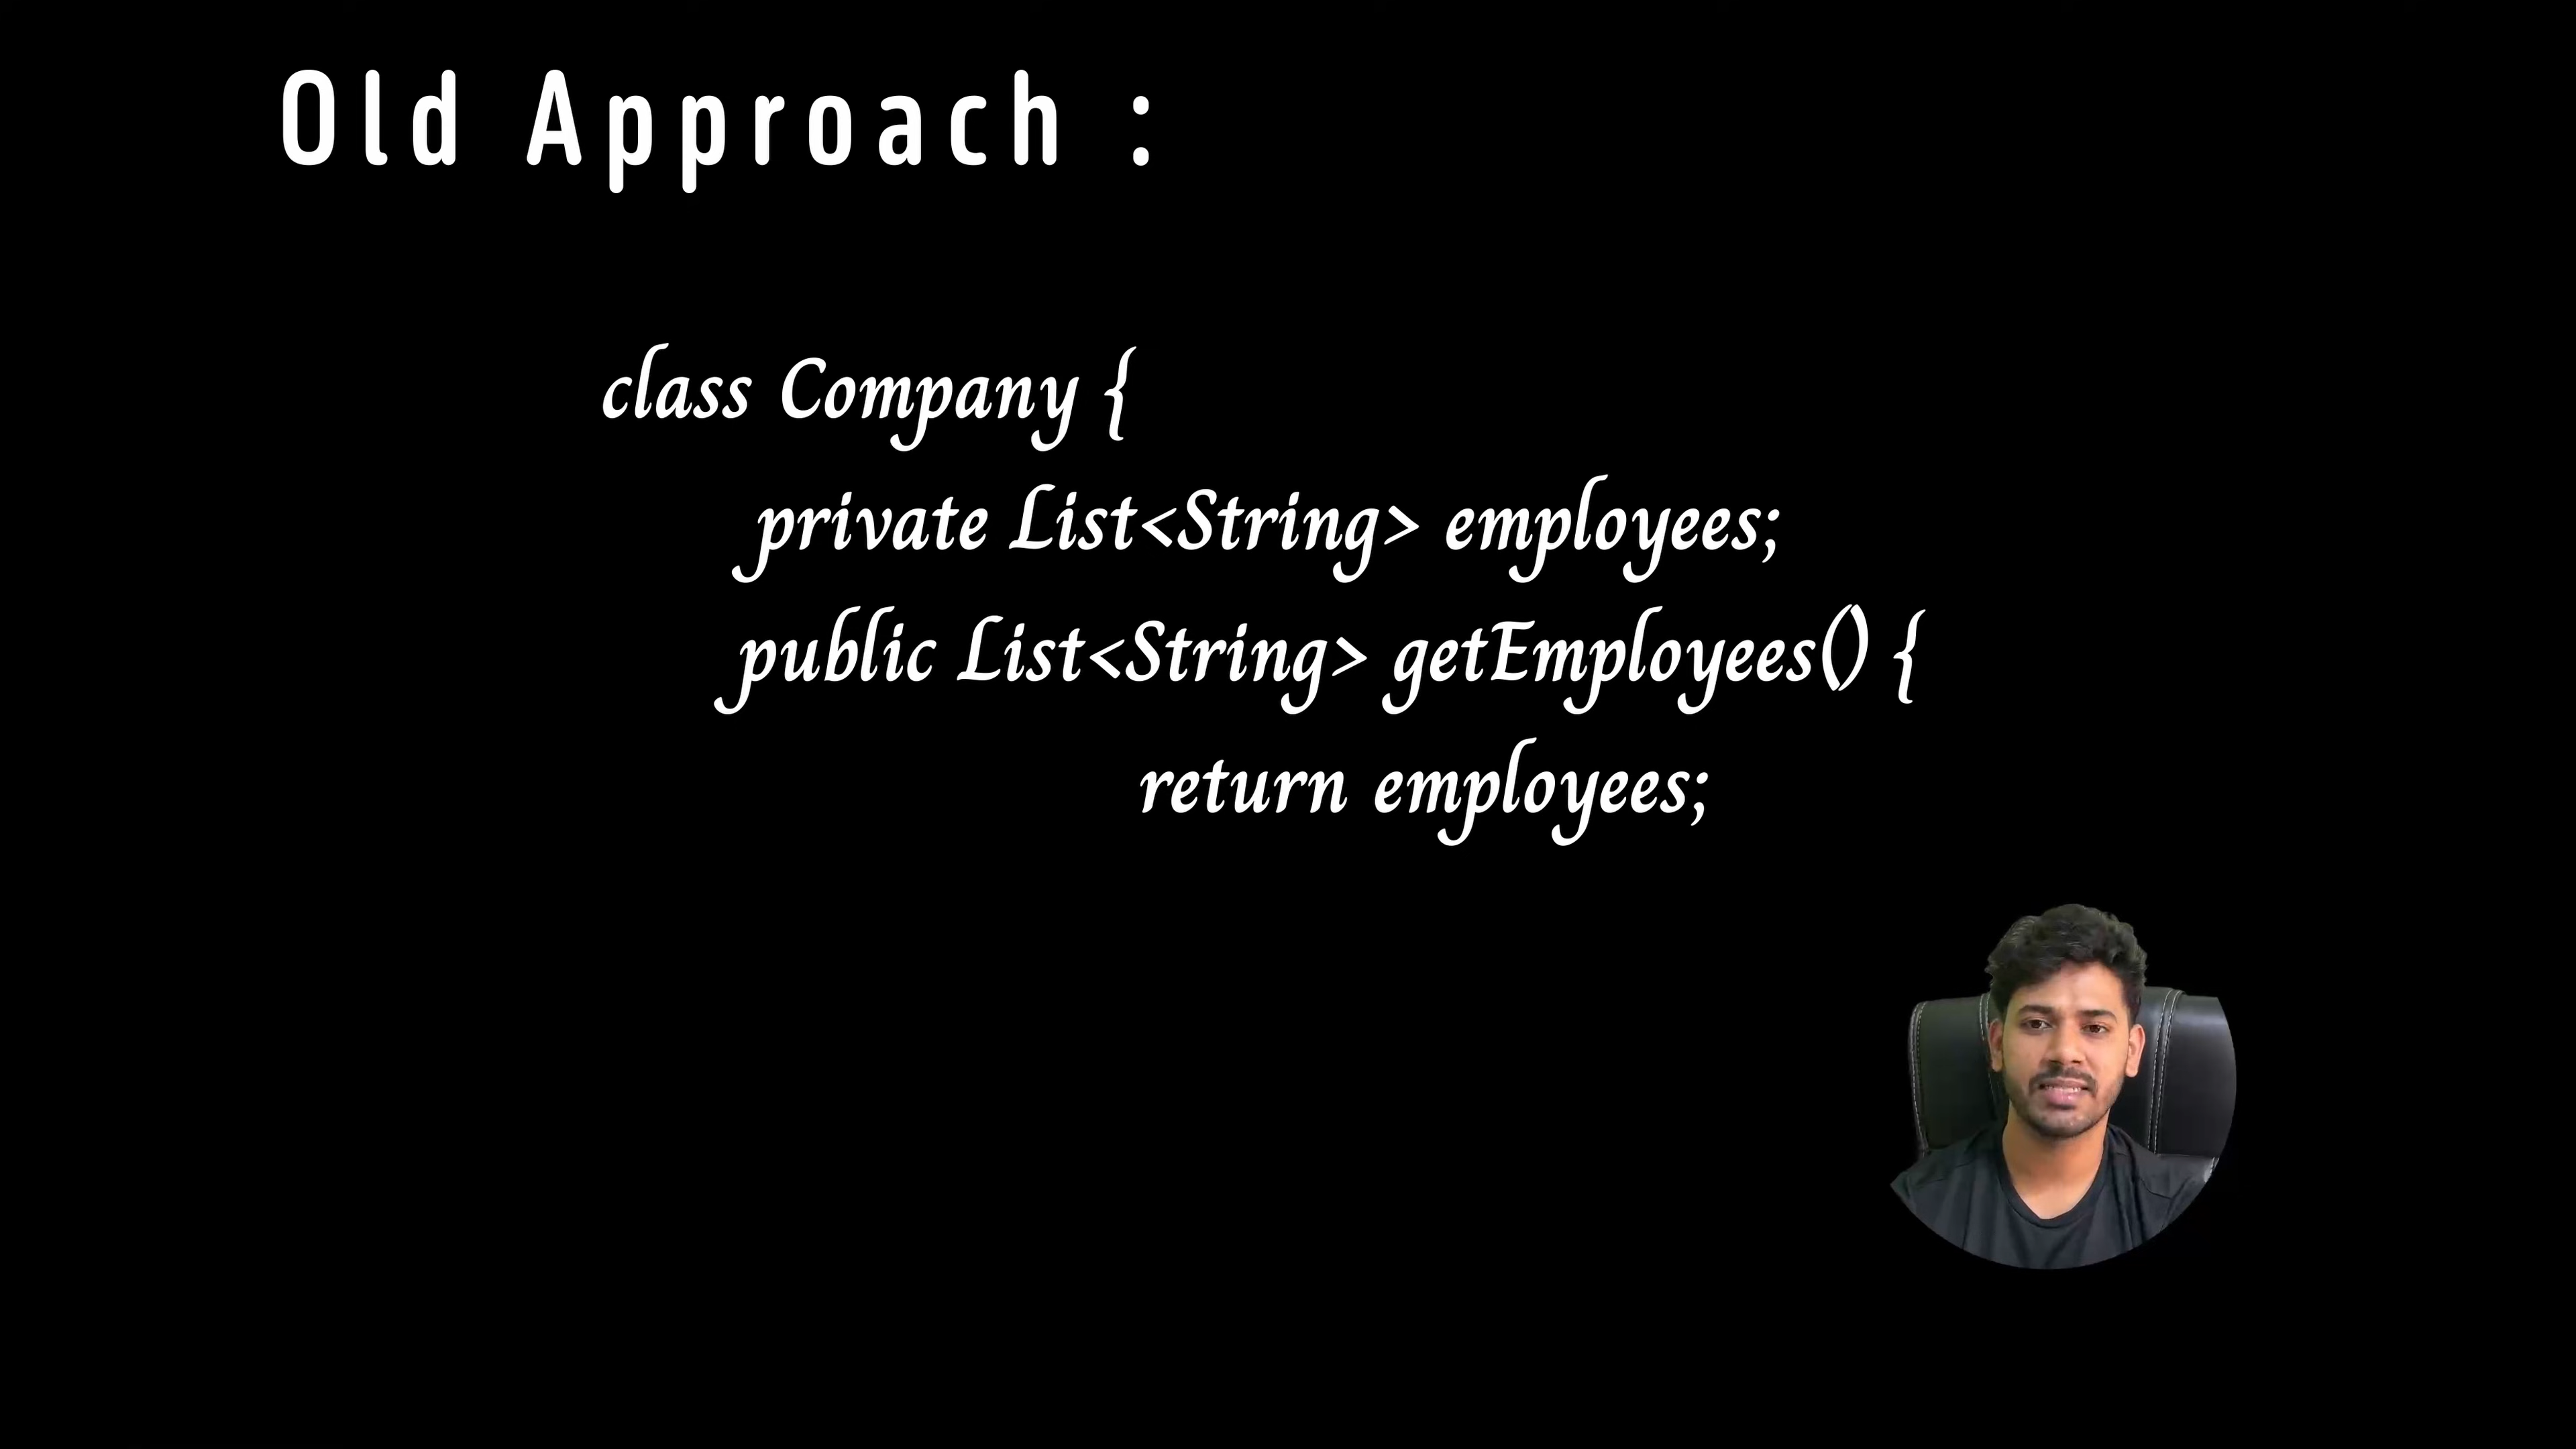 Old Approach :
class Company {
private List<String> employees;
public List<String> getEmployees() {
return employees;